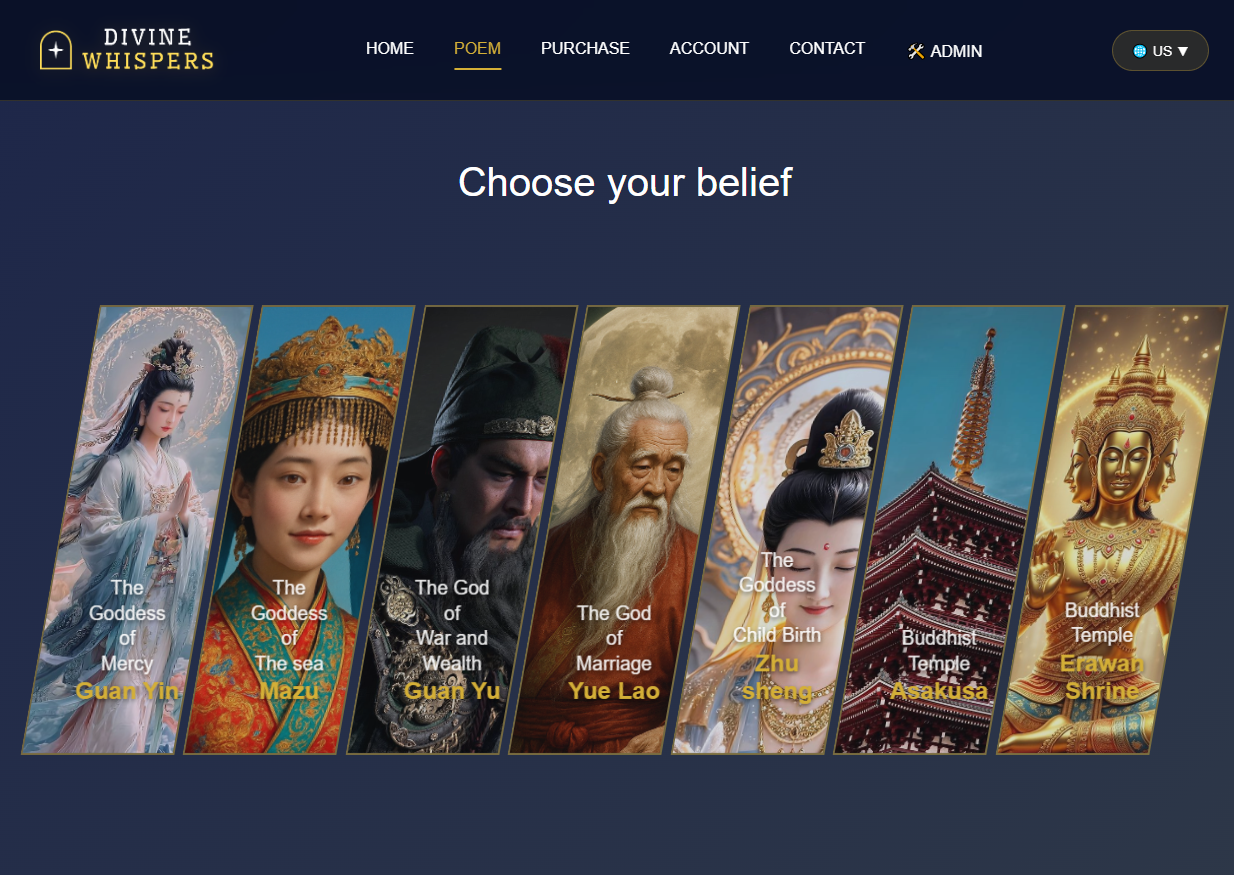 DIVINE
WHISPERS
HOME
POEM
PURCHASE
ACCOUNT
CONTACT
ADMIN
US ▼
Choose your belief
The
Goddess
of
Mercy
Guan Yin
The
Goddess
of
The sea
Mazu
The God
of
War and
Wealth
Guan Yu
The God
of
Marriage
Yue Lao
The
Goddess
of
Child Birth
Zhu
sheng
Buddhist
Temple
Asakusa
Buddhist
Temple
Erawan
Shrine